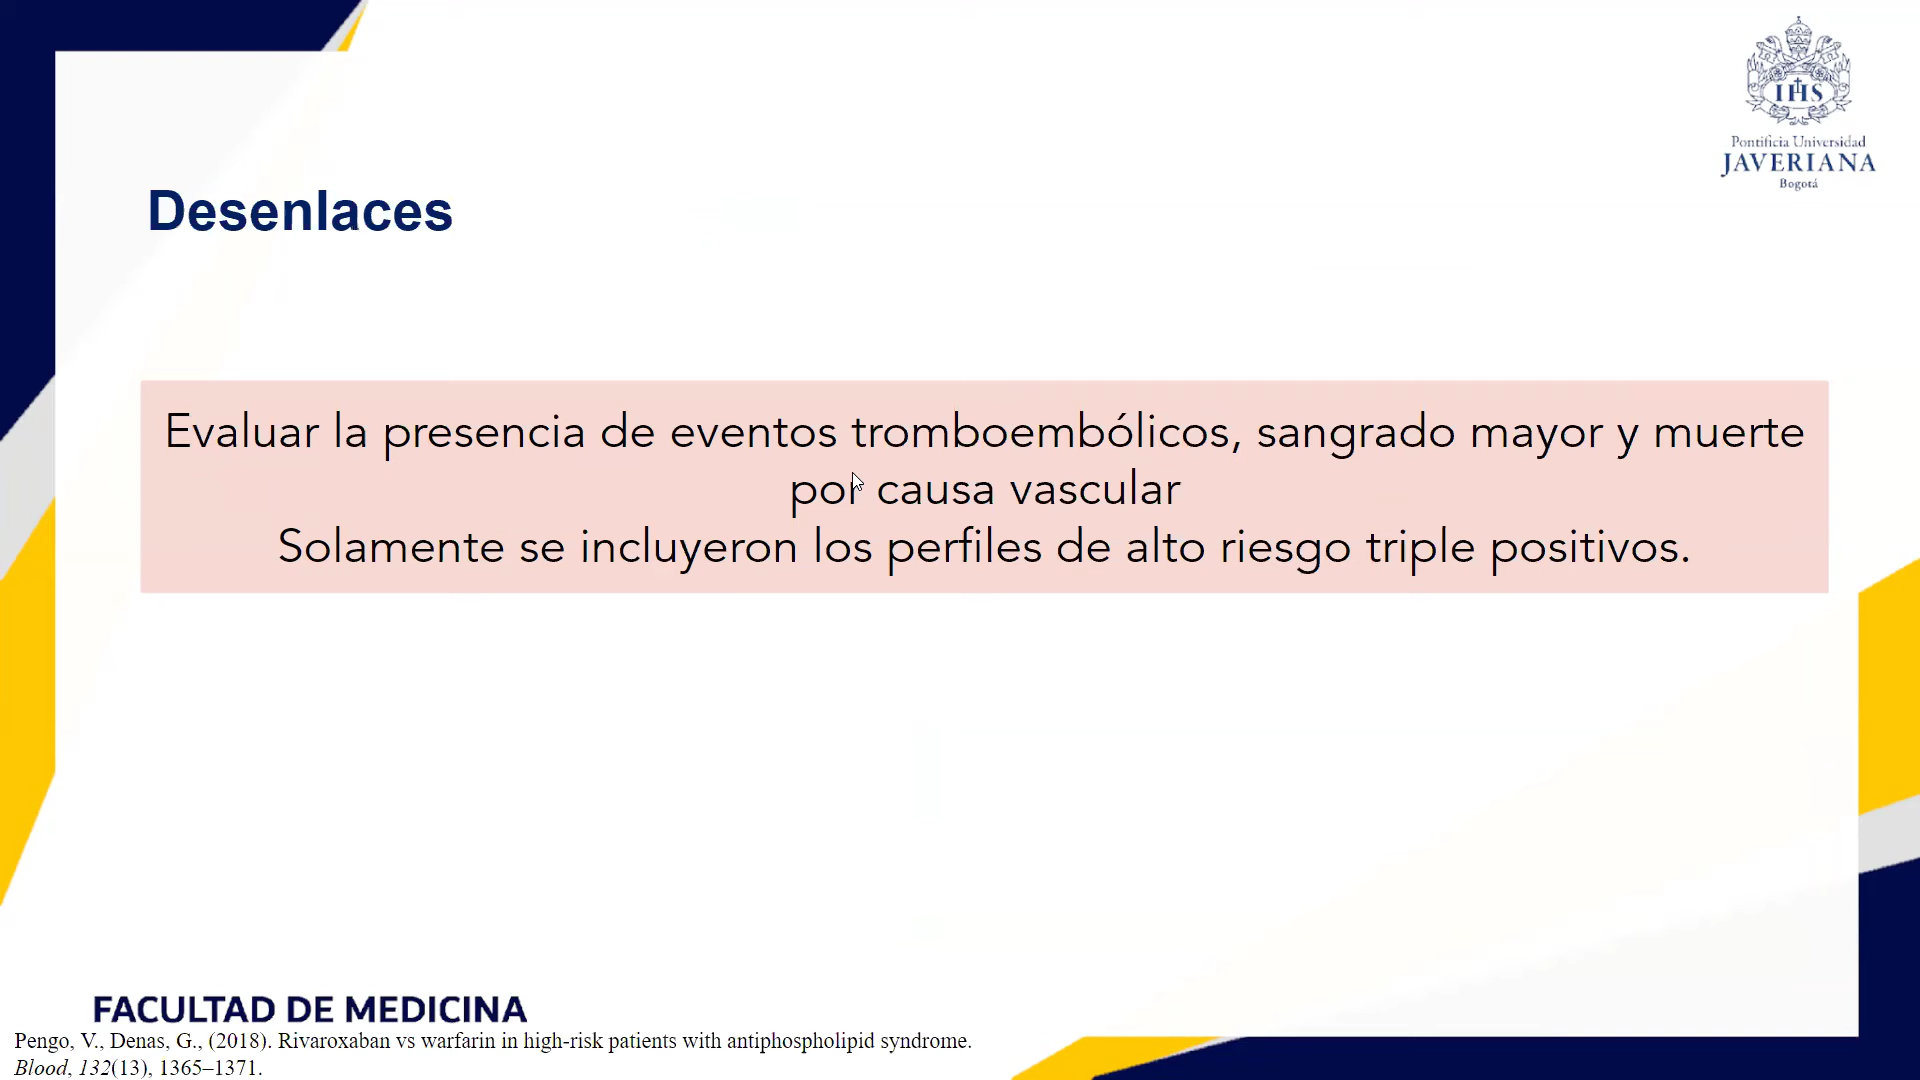 IHS
Pontificia Universidad
JAVERIANA
Bogotá
Desenlaces
Evaluar la presencia de eventos tromboembólicos, sangrado mayor y muerte
por causa vascular
Solamente se incluyeron los perfiles de alto riesgo triple positivos.
FACULTAD DE MEDICINA
Pengo, V., Denas, G., (2018). Rivaroxaban vs warfarin in high-risk patients with antiphospholipid syndrome.
Blood, 132(13), 1365–1371.